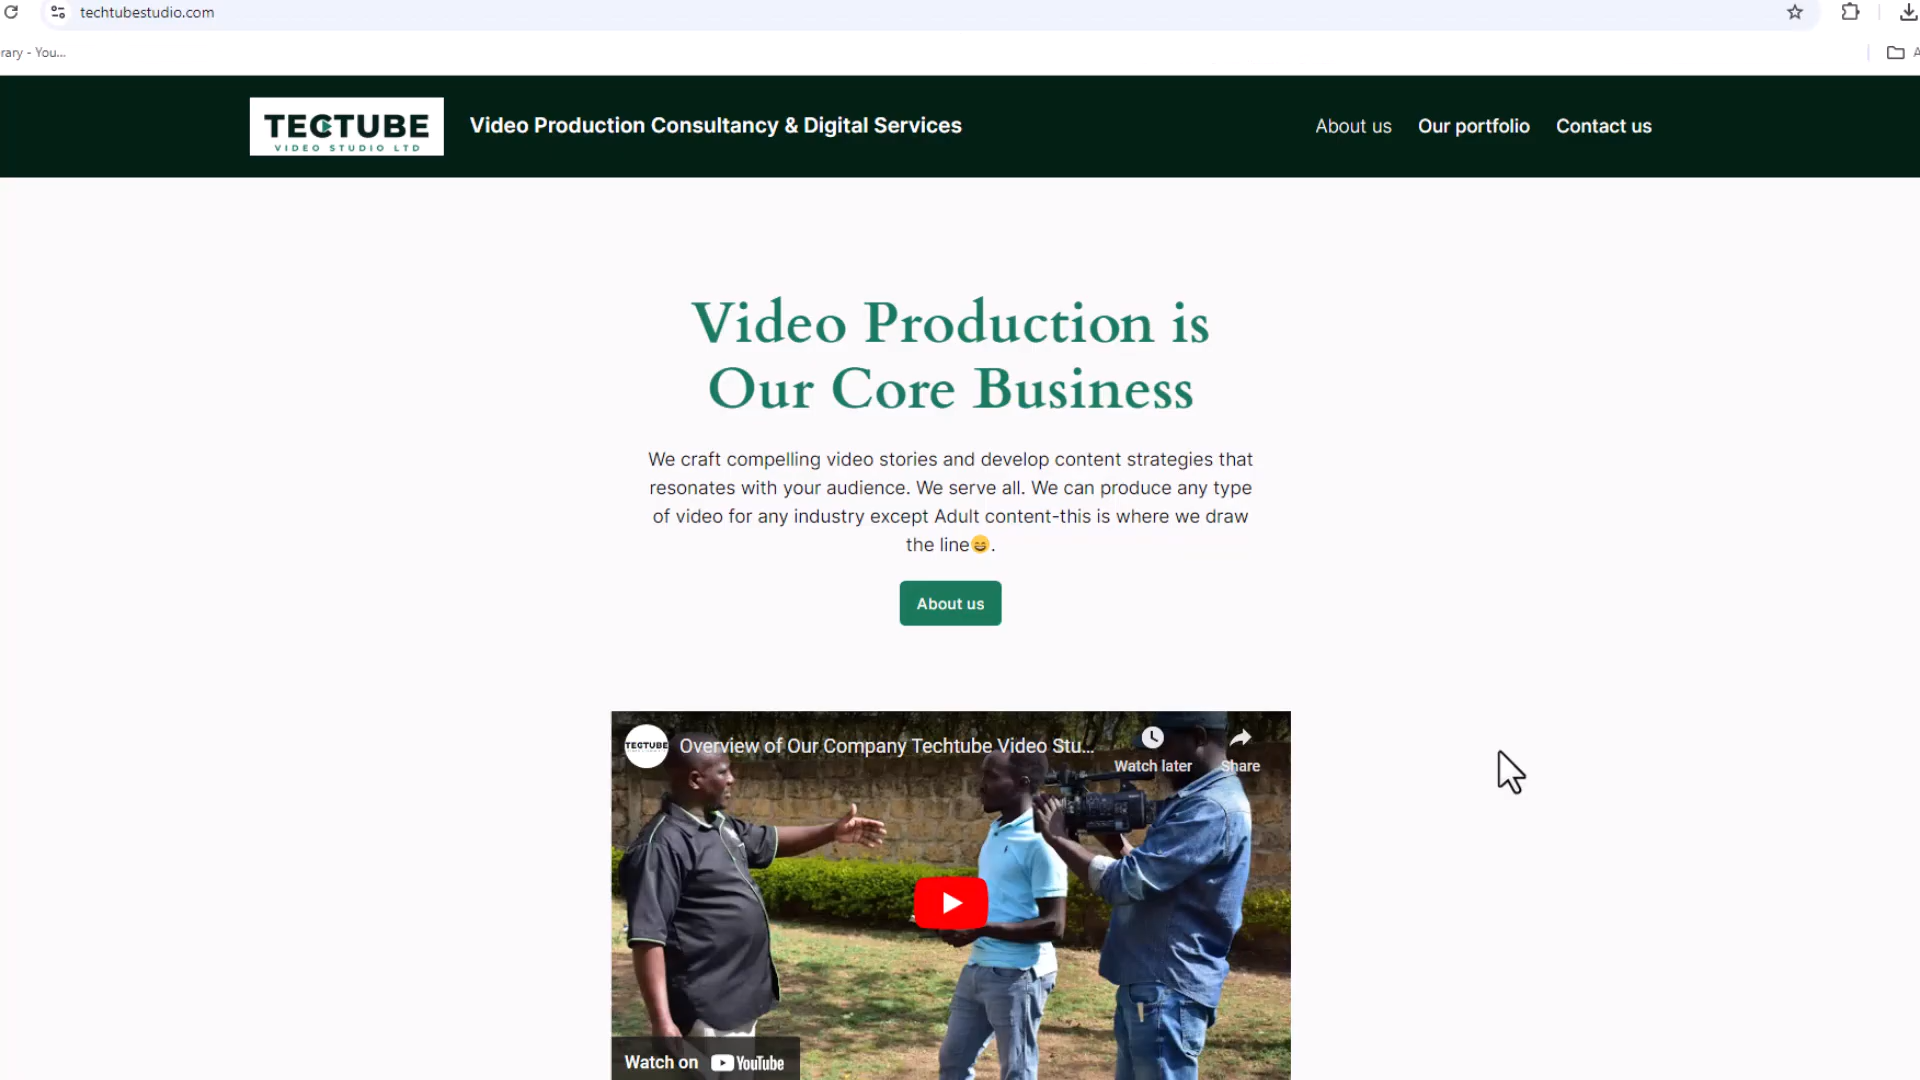 techtubestudio.com
rary - You...
TECTUBE
VIDEO STUDIO LTD
Video Production Consultancy & Digital Services
About us
Our portfolio
Contact us
Video Production is
Our Core Business
We craft compelling video stories and develop content strategies that
resonates with your audience. We serve all. We can produce any type
of video for any industry except Adult content-this is where we draw
the line😄.
About us
TECTUBE
Overview of Our Company Techtube Video Stu...
Watch later
Share
Watch on YouTube